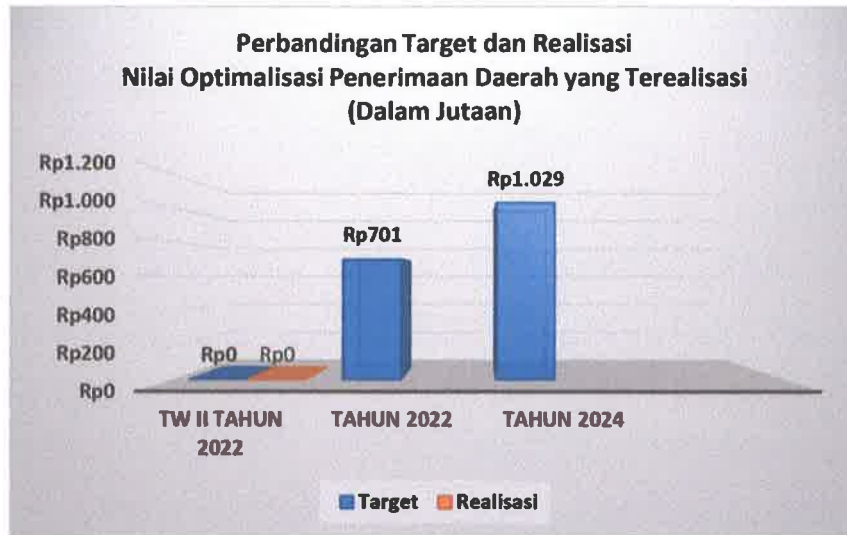 Perbandingan Target dan Realisasi
Nilai Optimalisasi Penerimaan Daerah yang Terealisasi
(Dalam Jutaan)
Rp1.200
Rp1.000
Rp800
Rp600
Rp400
Rp200
Rp0
Rp0
Rp0
Rp701
Rp1.029
TW II TAHUN
2022
TAHUN 2022
TAHUN 2024
Target
Realisasi